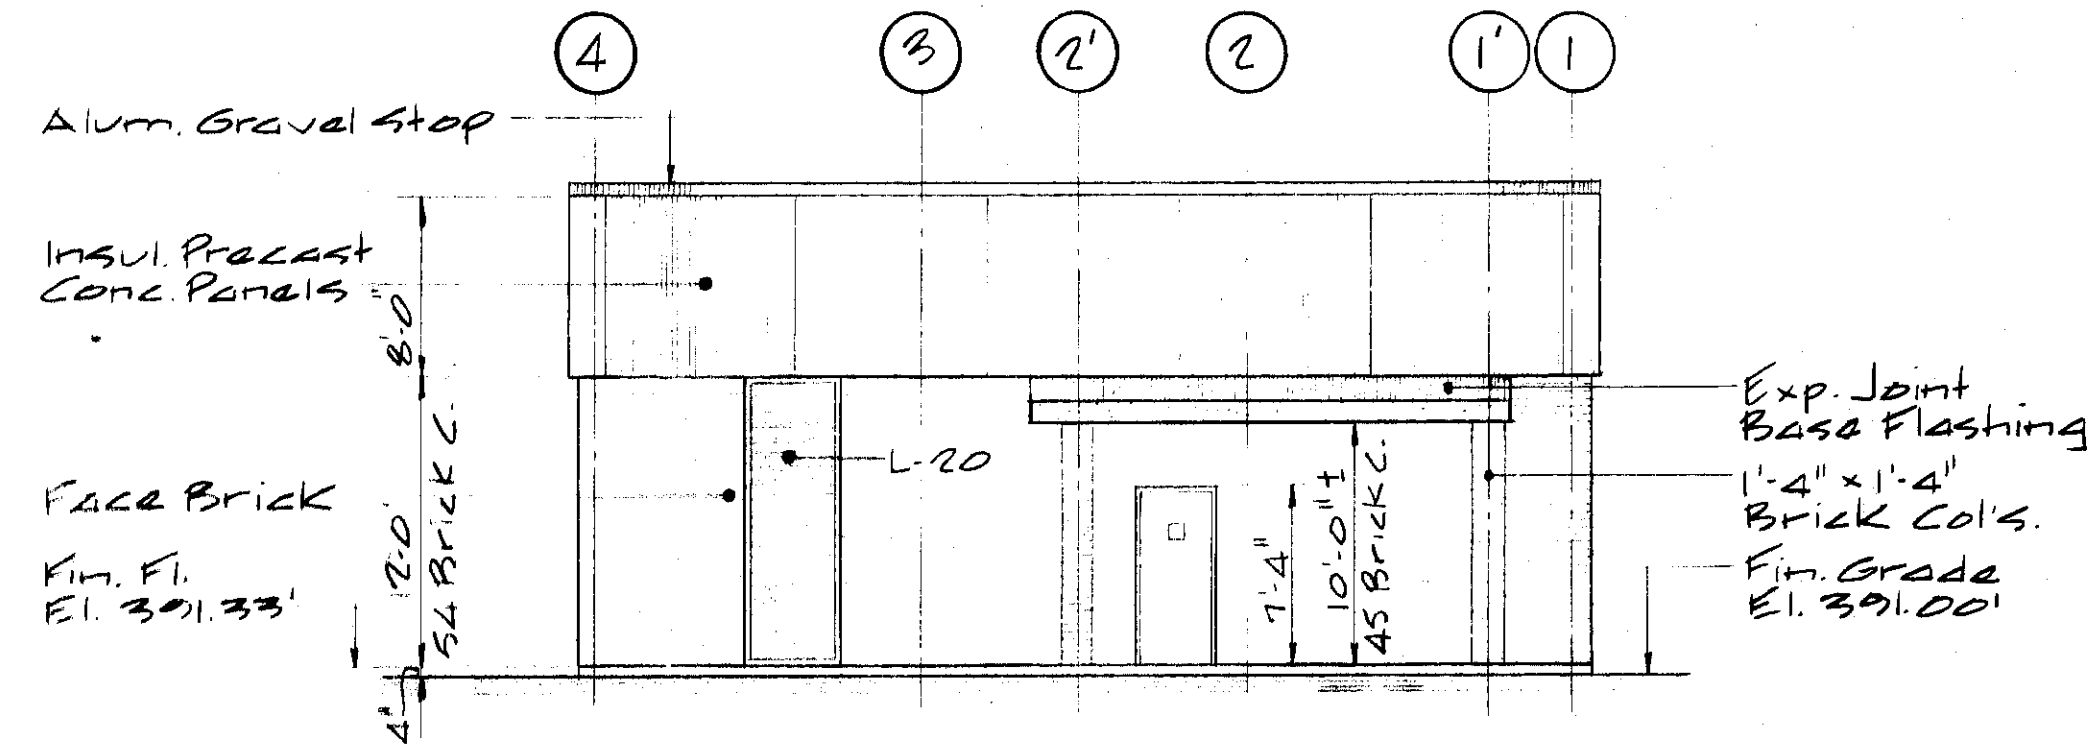 4 3 2' 2 1' 1
Alum. Gravel Stop
Insul. Precast
Conc. Panels
8'-0
Exp. Joint
Base Flashing
L-20
1'-4" x 1'-4"
Brick Col's.
Face Brick
12-0
54 Brick C.
7'-4"
10'-0" ±
45 Brick C.
Fin. Fl.
El. 391.33'
Fin. Grade
El. 391.00'
4"